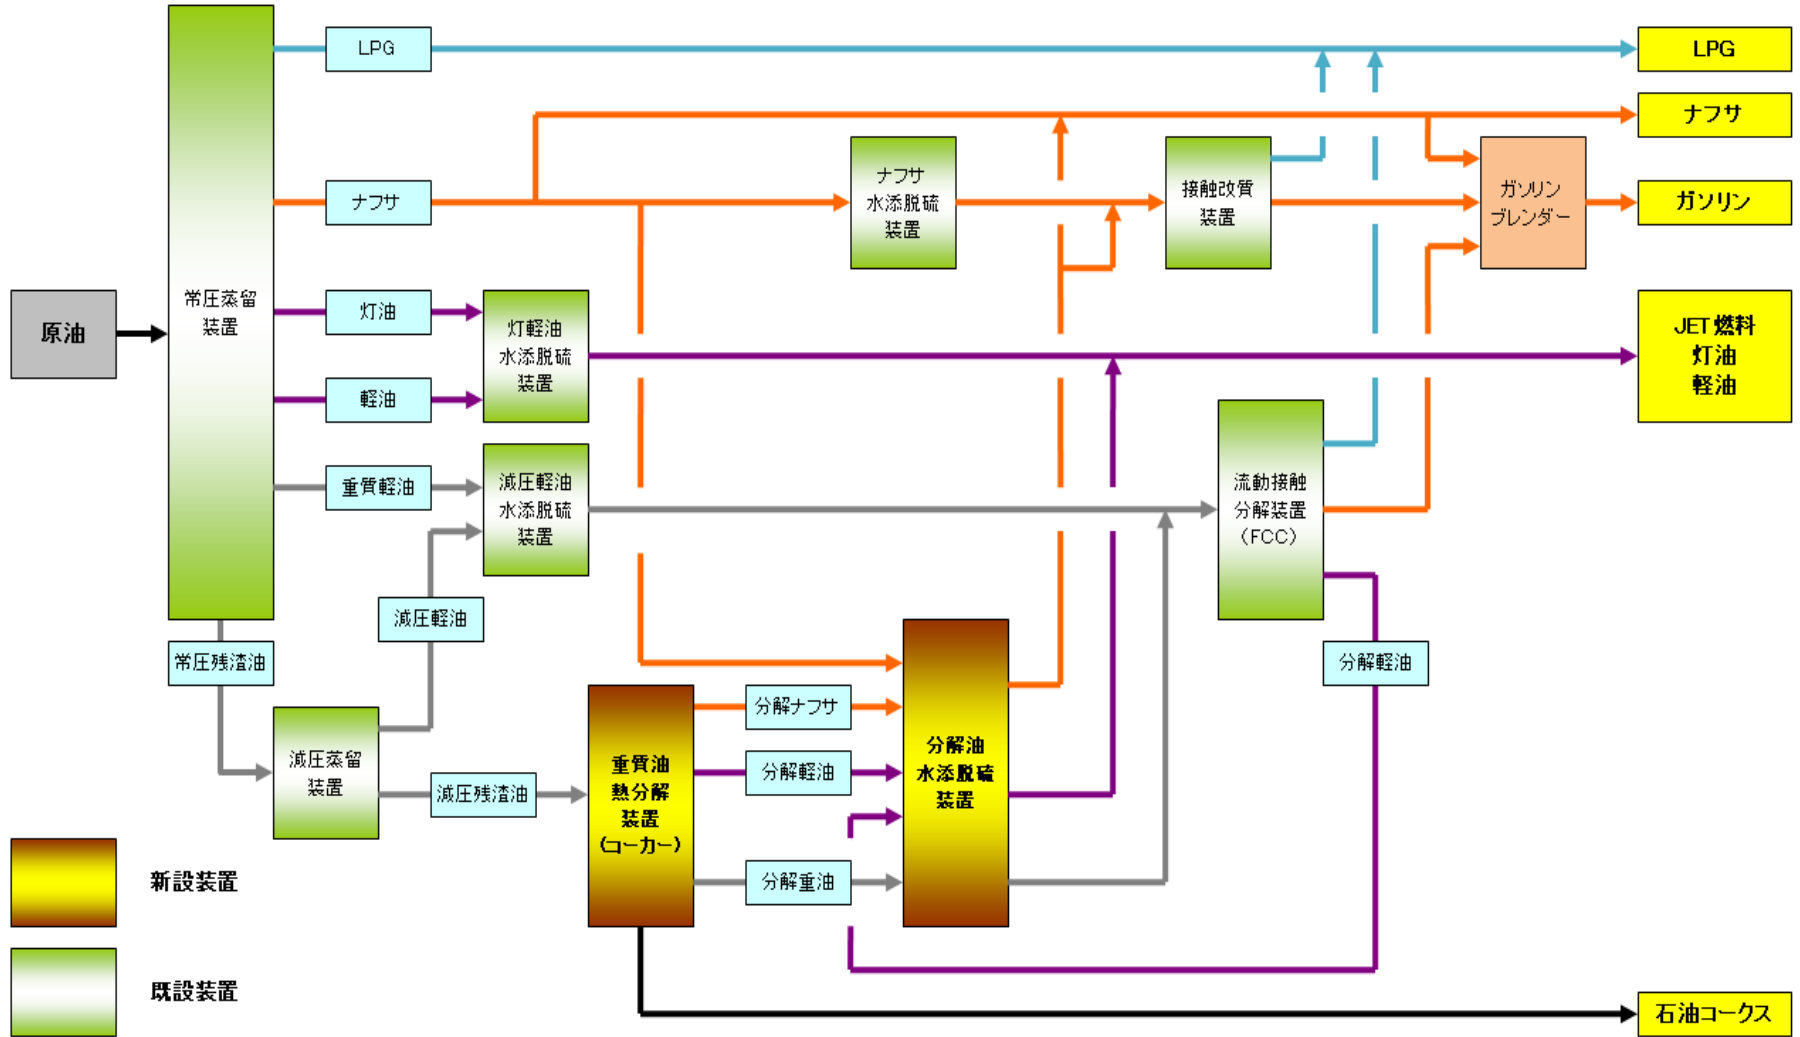 LPG
LPG
ナフサ
ナフサ
水添脱硫
装置
接触改質
装置
ガソリン
ブレンダー
ガソリン
ナフサ
原油
常圧蒸留
装置
灯油
軽油
灯軽油
水添脱硫
装置
JET燃料
灯油
軽油
重質軽油
減圧軽油
水添脱硫
装置
流動接触
分解装置
(FCC)
減圧軽油
常圧残渣油
分解軽油
減圧蒸留
装置
減圧残渣油
重質油
熱分解
装置
(コーカー)
分解ナフサ
分解軽油
分解重油
分解油
水添脱硫
装置
新設装置
既設装置
石油コークス